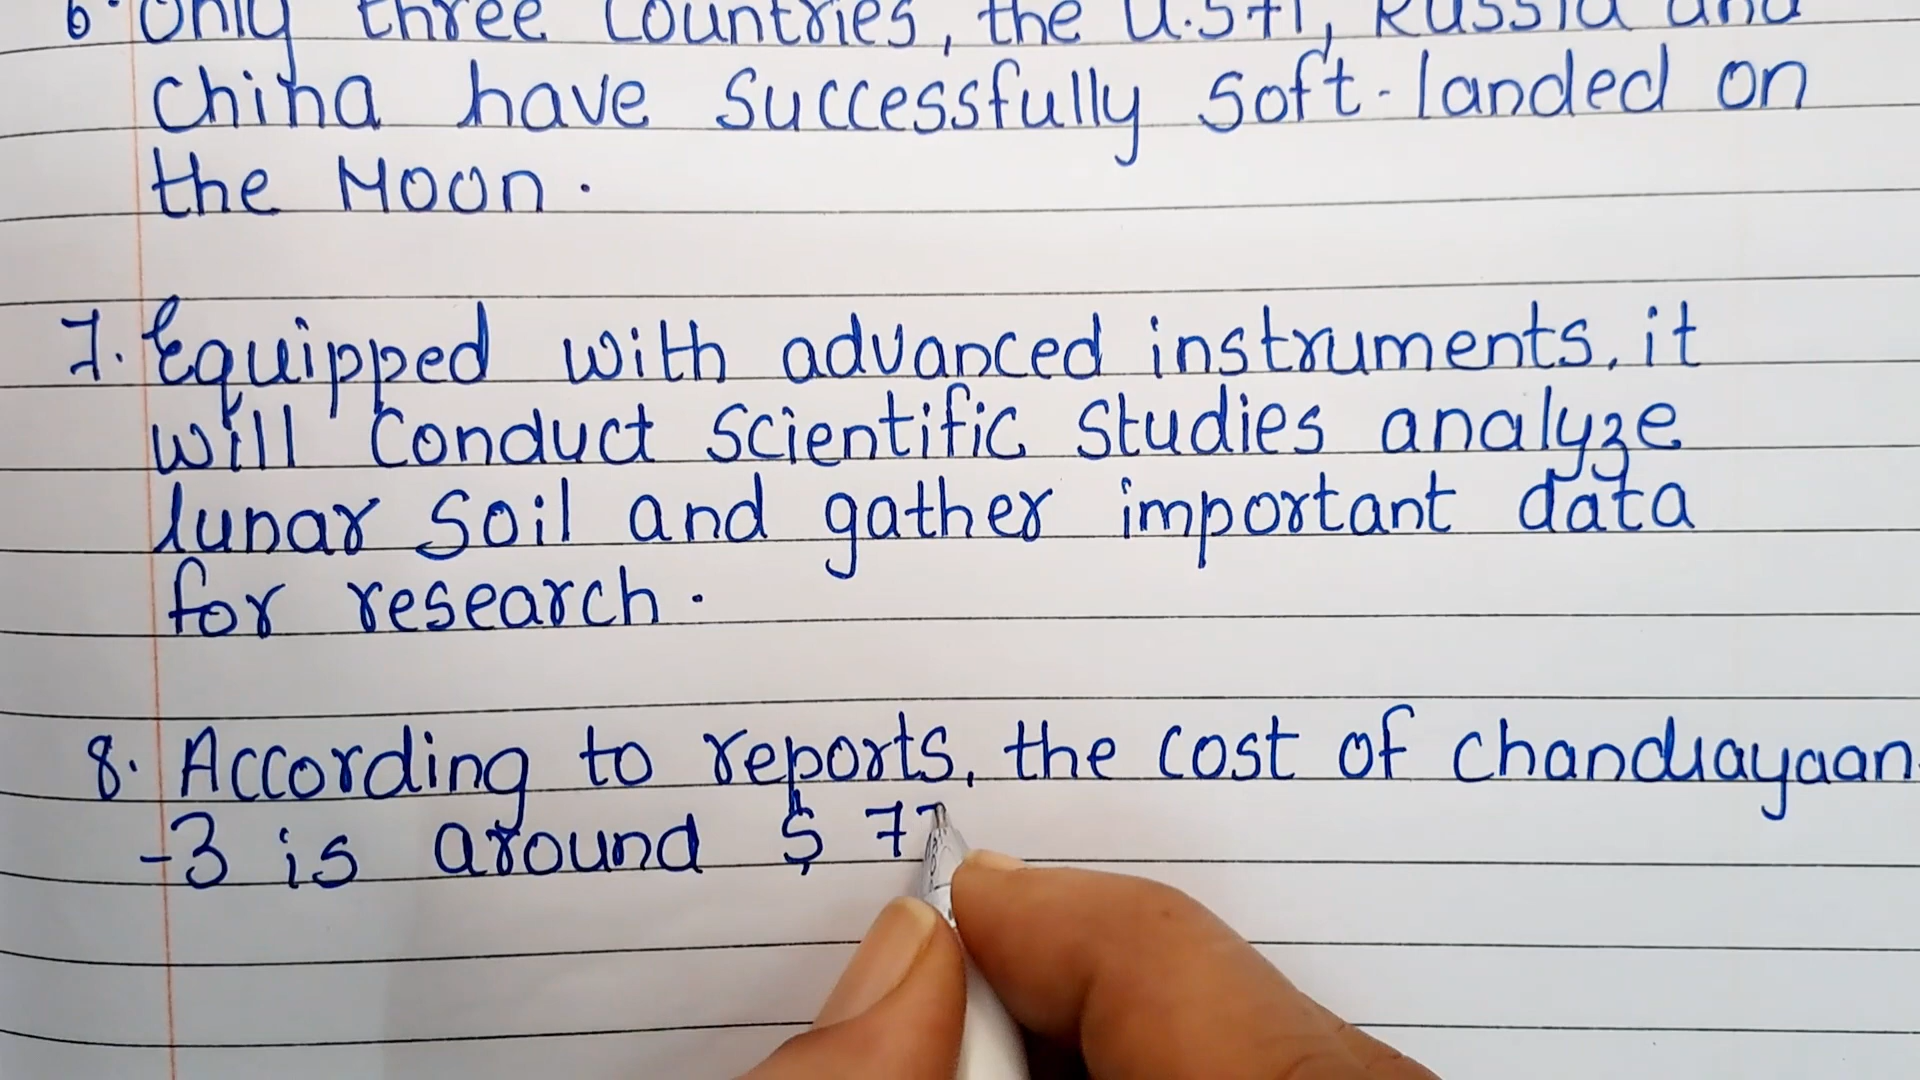 6. Only three Countries, the U.S.A, Russia and
China have Successfully Soft-landed on
the Moon.
7. Equipped with advanced instruments, it
will Conduct Scientific Studies analyze
lunar Soil and gather important data
for research.
8. According to reports, the Cost of Chandrayaan
-3 is around $ 77